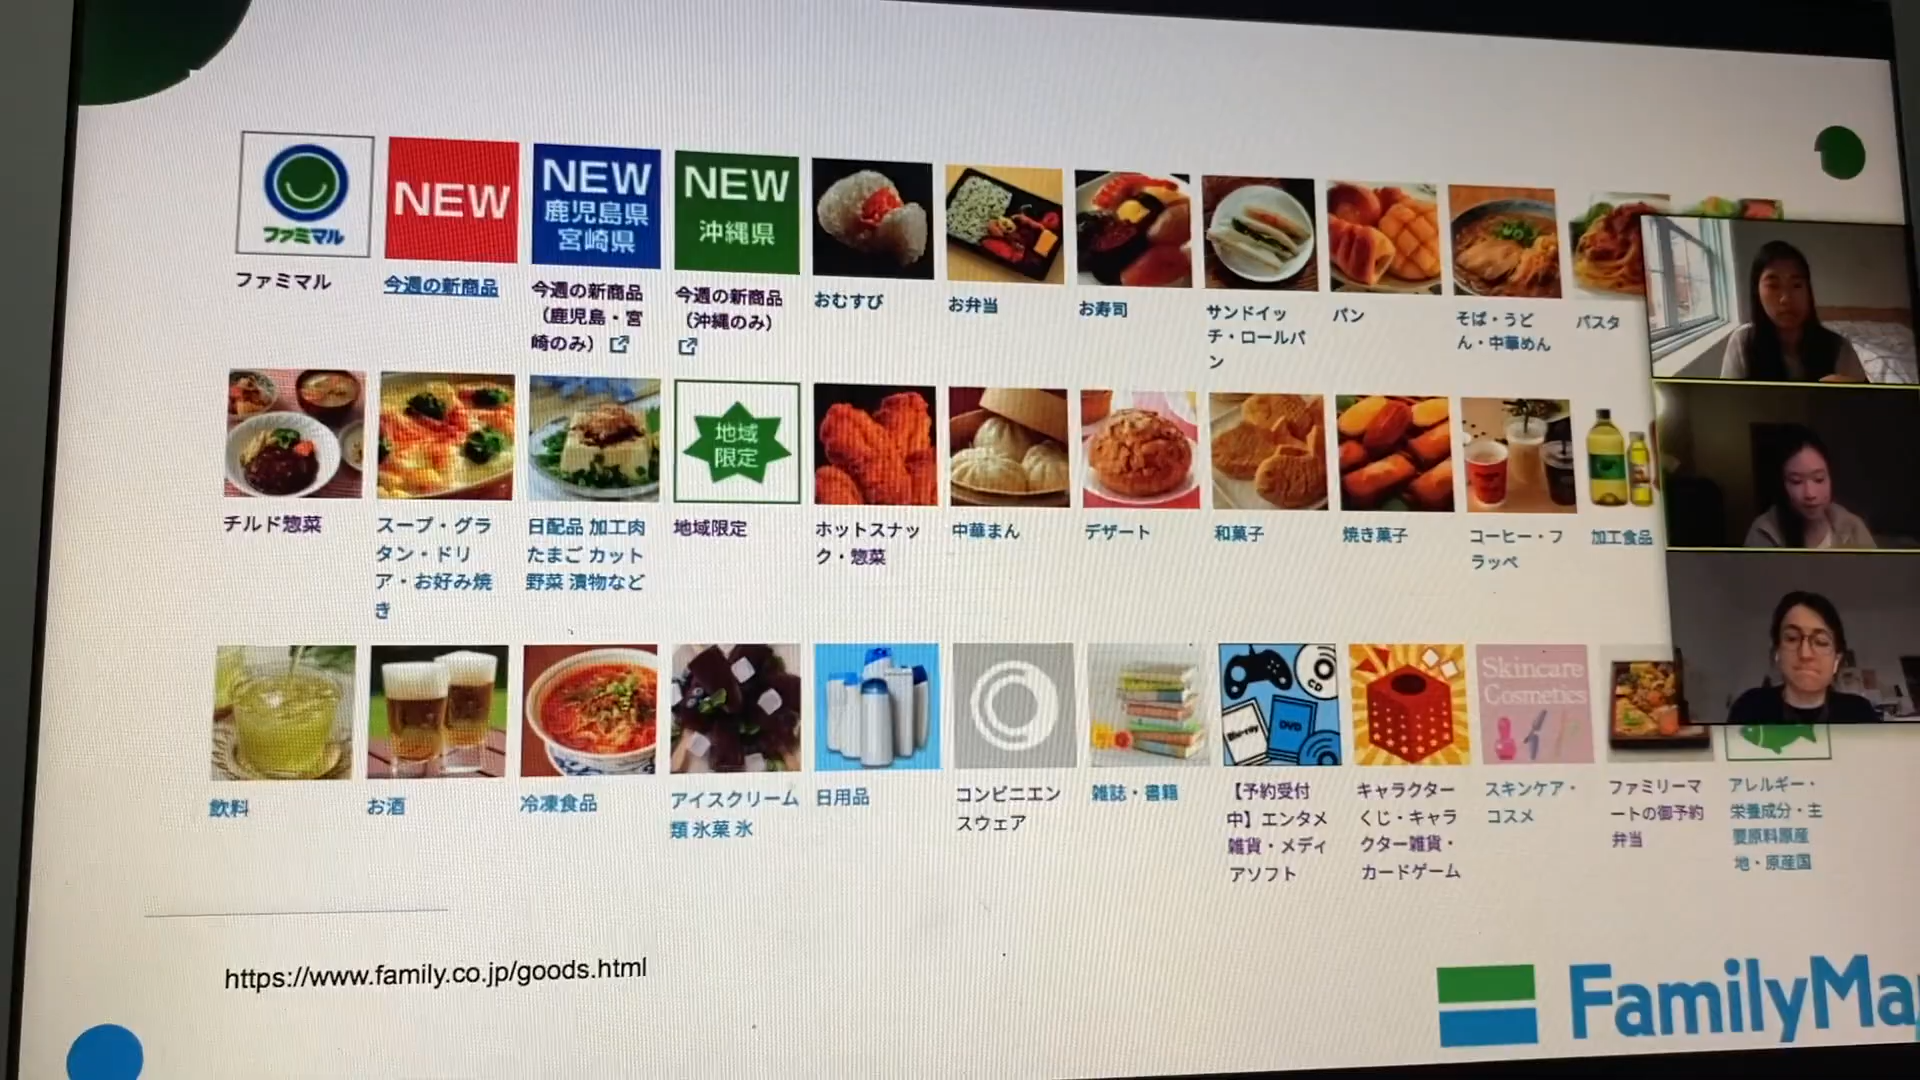 ファミマル
NEW
NEW
鹿児島県
宮崎県
NEW
沖縄県
ファミマル
今週の新商品
今週の新商品
(鹿児島・宮
崎のみ)
今週の新商品
(沖縄のみ)
おむすび
お弁当
お寿司
サンドイッ
チ・ロールパ
ン
パン
そば・うど
ん・中華めん
パスタ
地域
限定
チルド惣菜
スープ・グラ
タン・ドリ
ア・お好み焼
き
日配品 加工肉
たまご カット
野菜 漬物など
地域限定
ホットスナッ
ク・惣菜
中華まん
デザート
和菓子
焼き菓子
コーヒー・フ
ラッペ
加工食品
CD
Blu-ray
DVD
Skincare
Cosmetics
飲料
お酒
冷凍食品
アイスクリーム
類 氷菓 氷
日用品
コンビニエン
スウェア
雑誌・書籍
【予約受付
中】エンタメ
雑貨・メディ
アソフト
キャラクター
くじ・キャラ
クター雑貨・
カードゲーム
スキンケア・
コスメ
ファミリーマ
ートの御予約
弁当
アレルギー・
栄養成分・主
要原料原産
地・原産国
https://www.family.co.jp/goods.html
FamilyMa